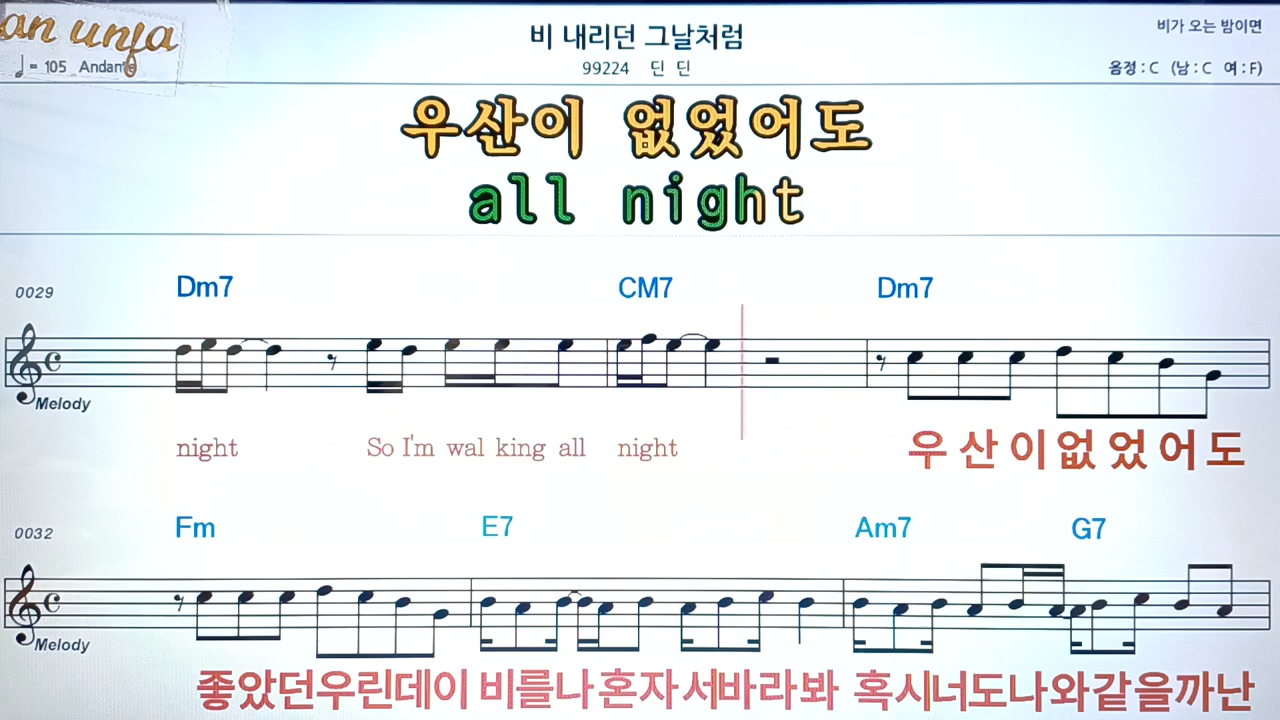 an unfa
비 내리던 그날처럼
비가 오는 밤이면
♩= 105 Andante
99224 딘 딘
음정 : C (남 : C 여 : F)
우산이 없었어도
all night
0029 Dm7 CM7 Dm7
Melody
night So I'm wal king all night 우 산 이 없 었 어 도
0032 Fm E7 Am7 G7
Melody
좋았던우린데이 비를나혼자서바라봐 혹시너도나와같을까난